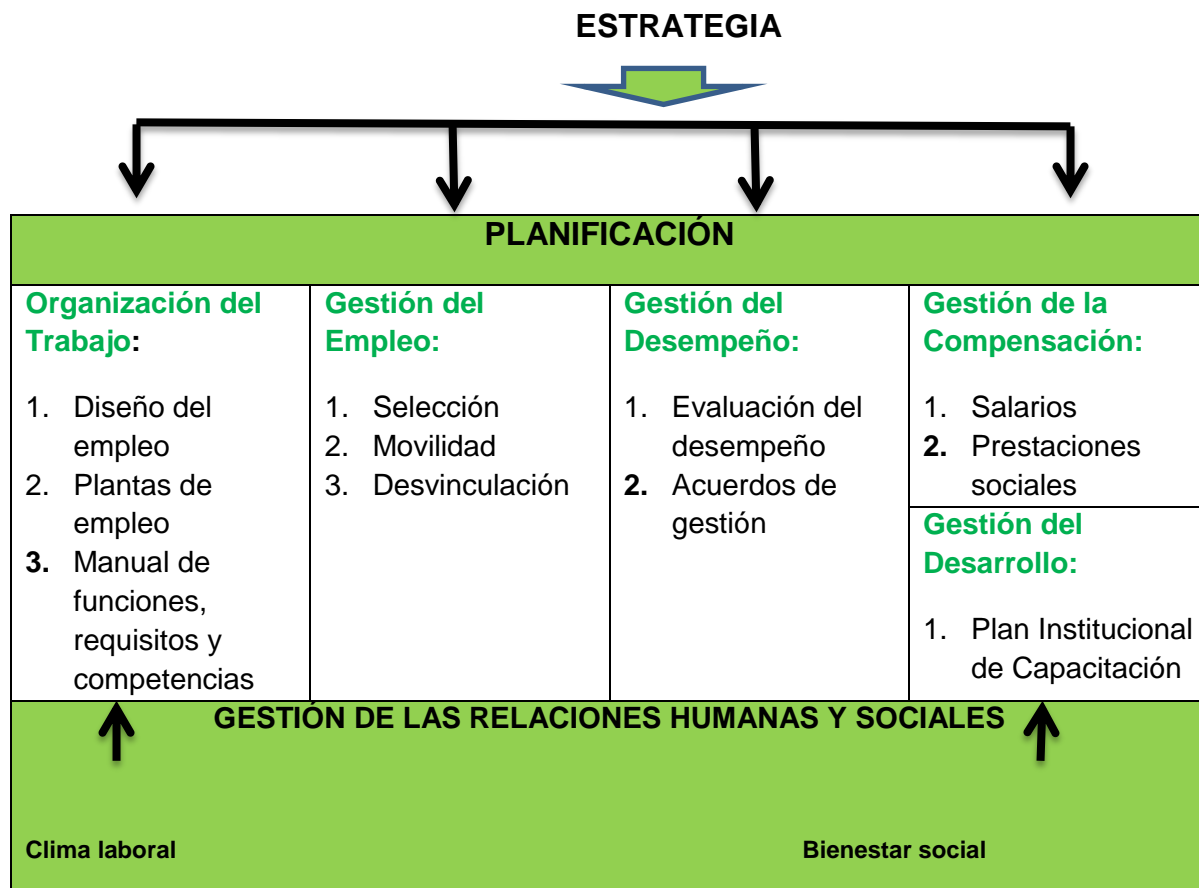 ESTRATEGIA
PLANIFICACIÓN
Organización del
Trabajo:
1. Diseño del
empleo
2. Plantas de
empleo
3. Manual de
funciones,
requisitos y
competencias
Gestión del
Empleo:
1. Selección
2. Movilidad
3. Desvinculación
Gestión del
Desempeño:
1. Evaluación del
desempeño
2. Acuerdos de
gestión
Gestión de la
Compensación:
1. Salarios
2. Prestaciones
sociales
Gestión del
Desarrollo:
1. Plan Institucional
de Capacitación
GESTIÓN DE LAS RELACIONES HUMANAS Y SOCIALES
Clima laboral
Bienestar social